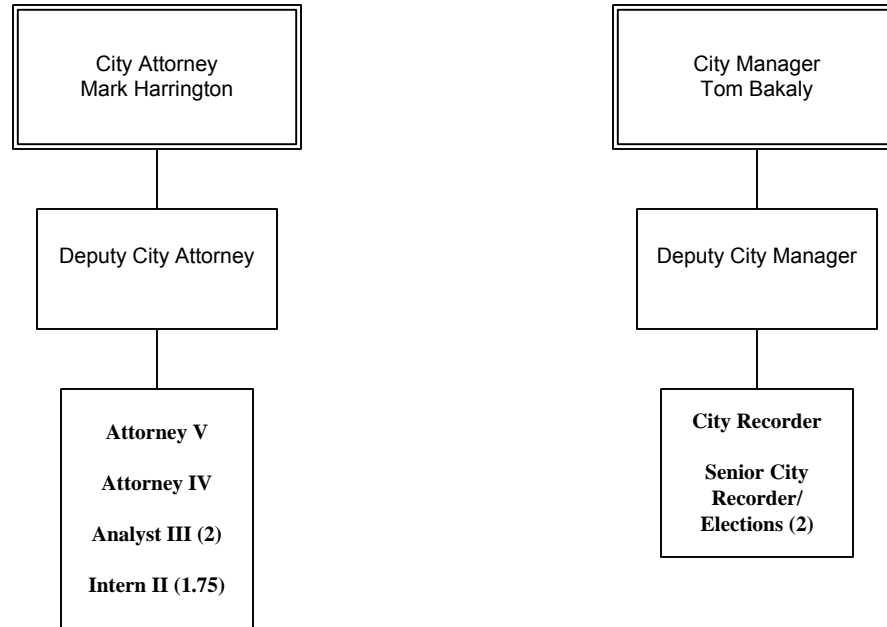 City Attorney
Mark Harrington
Deputy City Attorney
Attorney V
Attorney IV
Analyst III (2)
Intern II (1.75)
City Manager
Tom Bakaly
Deputy City Manager
City Recorder
Senior City
Recorder/
Elections (2)